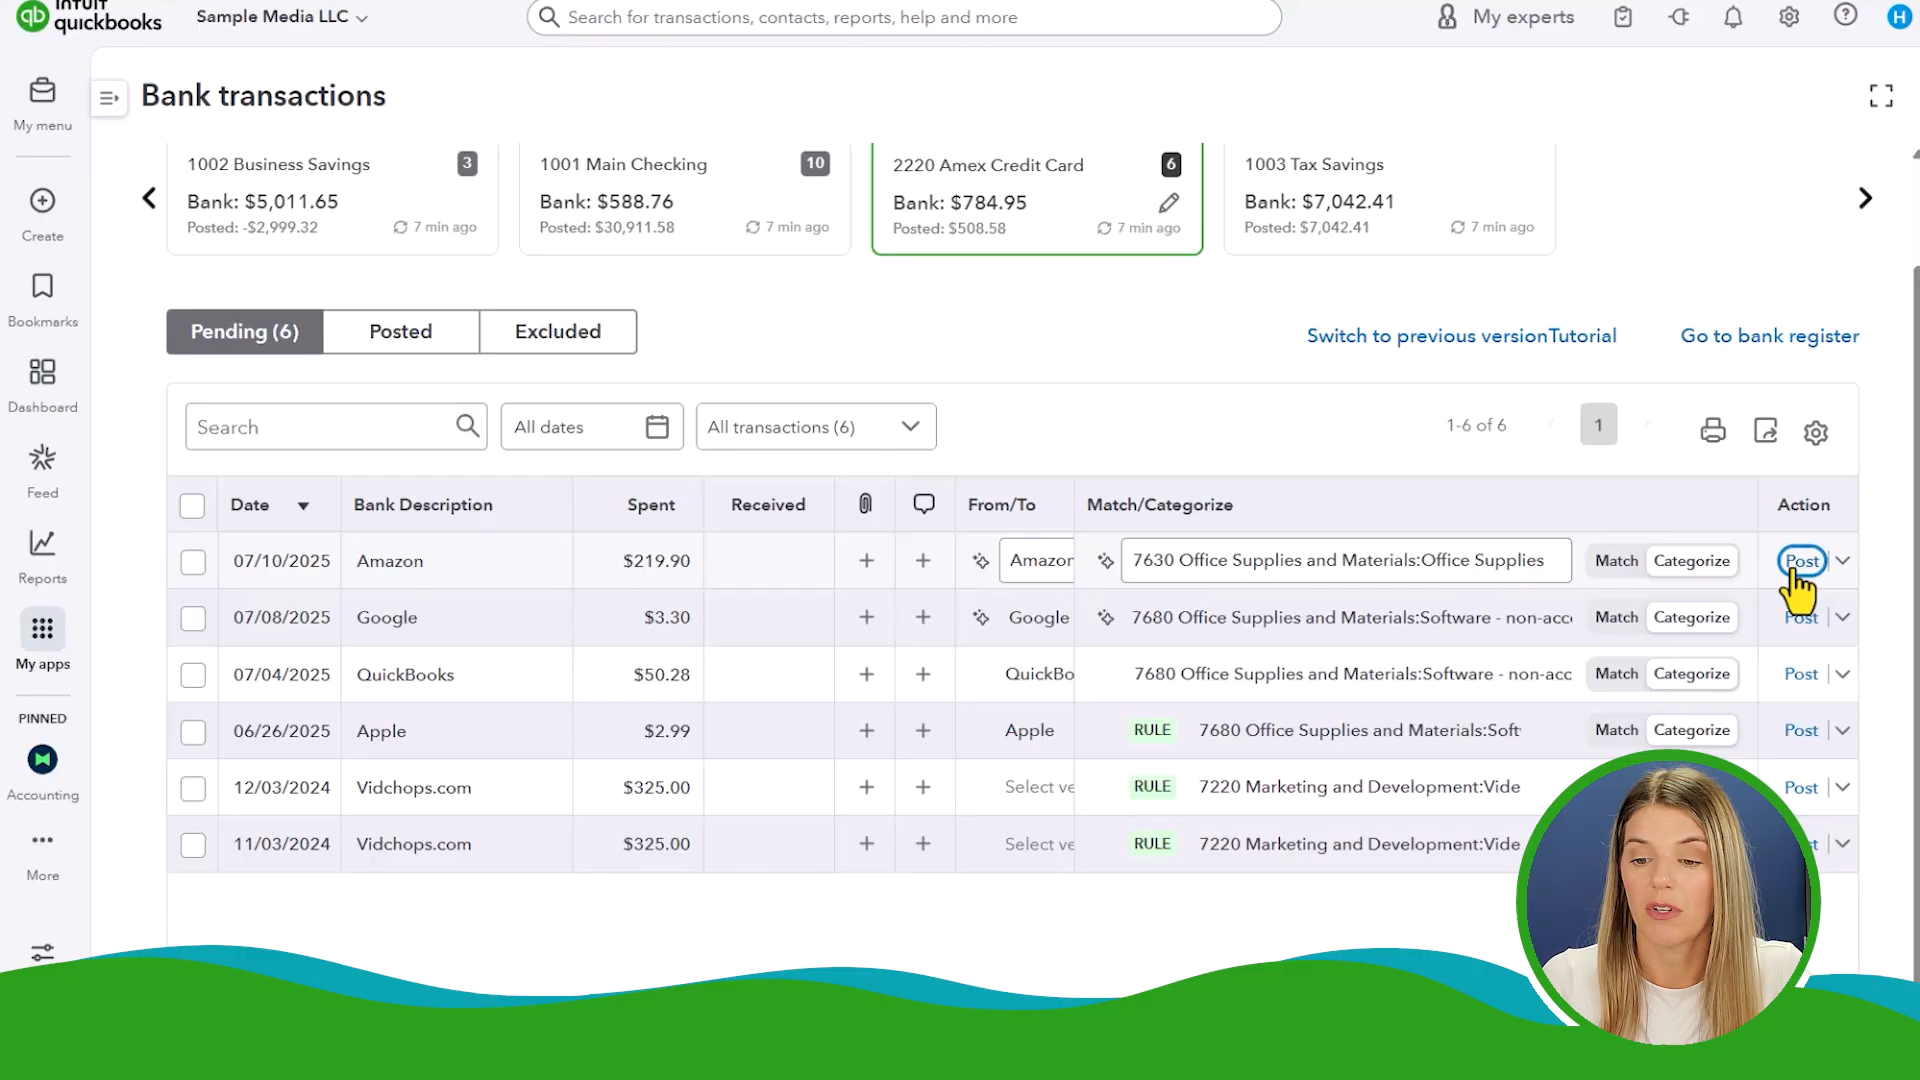 INTUIT
quickbooks
Sample Media LLC
Search for transactions, contacts, reports, help and more
My experts
H
My menu
Create
Bookmarks
Dashboard
Feed
Reports
My apps
PINNED
Accounting
More
Bank transactions
1002 Business Savings 3
Bank: $5,011.65
Posted: -$2,999.32 7 min ago
1001 Main Checking 10
Bank: $588.76
Posted: $30,911.58 7 min ago
2220 Amex Credit Card 6
Bank: $784.95
Posted: $508.58 7 min ago
1003 Tax Savings
Bank: $7,042.41
Posted: $7,042.41 7 min ago
Pending (6) Posted Excluded
Switch to previous versionTutorial Go to bank register
Search All dates All transactions (6) 1-6 of 6 1
Date Bank Description Spent Received From/To Match/Categorize Action
07/10/2025 Amazon $219.90 + + Amazon 7630 Office Supplies and Materials:Office Supplies Match Categorize Post
07/08/2025 Google $3.30 + + Google 7680 Office Supplies and Materials:Software - non-acc Match Categorize Post
07/04/2025 QuickBooks $50.28 + + QuickBo 7680 Office Supplies and Materials:Software - non-acc Match Categorize Post
06/26/2025 Apple $2.99 + + Apple RULE 7680 Office Supplies and Materials:Soft Match Categorize Post
12/03/2024 Vidchops.com $325.00 + + Select ve RULE 7220 Marketing and Development:Vide Post
11/03/2024 Vidchops.com $325.00 + + Select ve RULE 7220 Marketing and Development:Vide